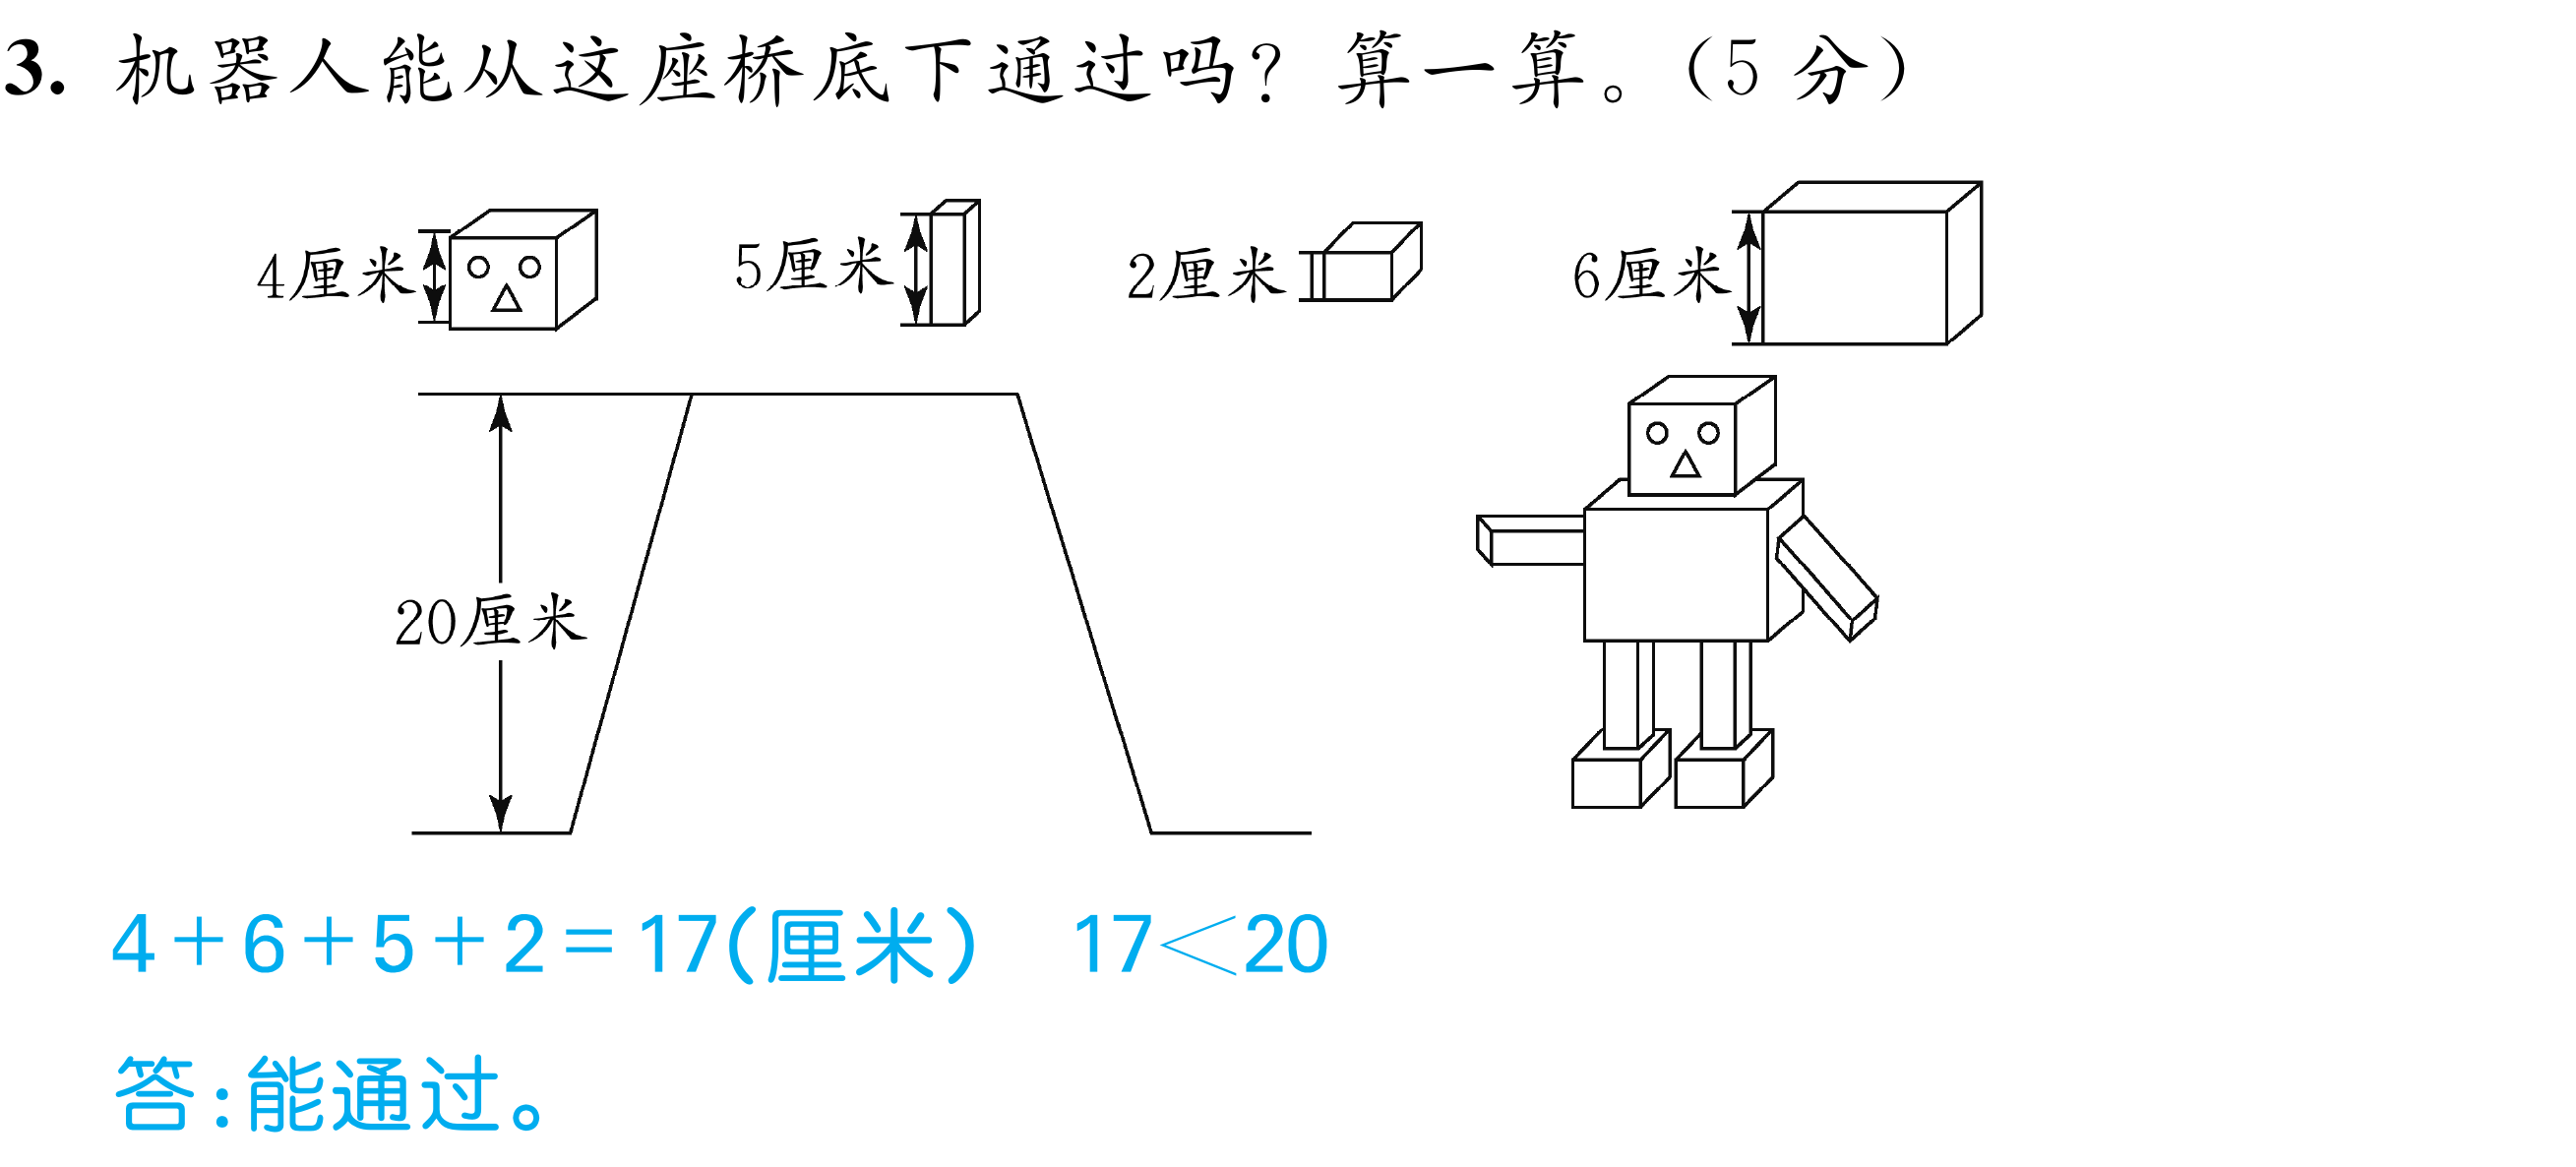 3. 机器人能从这座桥底下通过吗？算一算。（5 分）
4厘米 5厘米 2厘米 6厘米
20厘米
4＋6＋5＋2＝17(厘米) 17＜20
答：能通过。